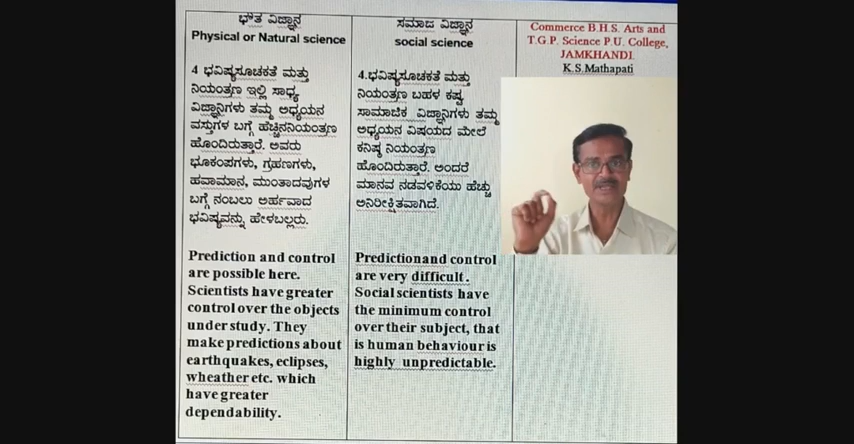 ಭೌತ ವಿಜ್ಞಾನ
Physical or Natural science
4 ಭವಿಷ್ಯಸೂಚಕತೆ ಮತ್ತು
ನಿಯಂತ್ರಣ ಇಲ್ಲಿ ಸಾಧ್ಯ
ವಿಜ್ಞಾನಿಗಳು ತಮ್ಮ ಅಧ್ಯಯನ
ವಸ್ತುಗಳ ಬಗ್ಗೆ ಹೆಚ್ಚಿನನಿಯಂತ್ರಣ
ಹೊಂದಿರುತ್ತಾರೆ. ಅವರು
ಭೂಕಂಪಗಳು, ಗ್ರಹಣಗಳು,
ಹವಾಮಾನ, ಮುಂತಾದವುಗಳ
ಬಗ್ಗೆ ನಂಬಲು ಅರ್ಹವಾದ
ಭವಿಷ್ಯವನ್ನು ಹೇಳಬಲ್ಲರು.
Prediction and control
are possible here.
Scientists have greater
control over the objects
under study. They
make predictions about
earthquakes, eclipses,
wheather etc. which
have greater
dependability.
ಸಮಾಜ ವಿಜ್ಞಾನ
social science
4.ಭವಿಷ್ಯಸೂಚಕತೆ ಮತ್ತು
ನಿಯಂತ್ರಣ ಬಹಳ ಕಷ್ಟ
ಸಾಮಾಜಿಕ ವಿಜ್ಞಾನಿಗಳು ತಮ್ಮ
ಅಧ್ಯಯನ ವಿಷಯದ ಮೇಲೆ
ಕನಿಷ್ಠ ನಿಯಂತ್ರಣ
ಹೊಂದಿರುತ್ತಾರೆ. ಅಂದರೆ
ಮಾನವ ನಡವಳಿಕೆಯು ಹೆಚ್ಚು
ಅನಿರೀಕ್ಷಿತವಾಗಿದೆ.
Predictionand control
are very difficult .
Social scientists have
the minimum control
over their subject, that
is human behaviour is
highly unpredictable.
Commerce B.H.S. Arts and
T.G.P. Science P.U. College,
JAMKHANDI.
K.S.Mathapati